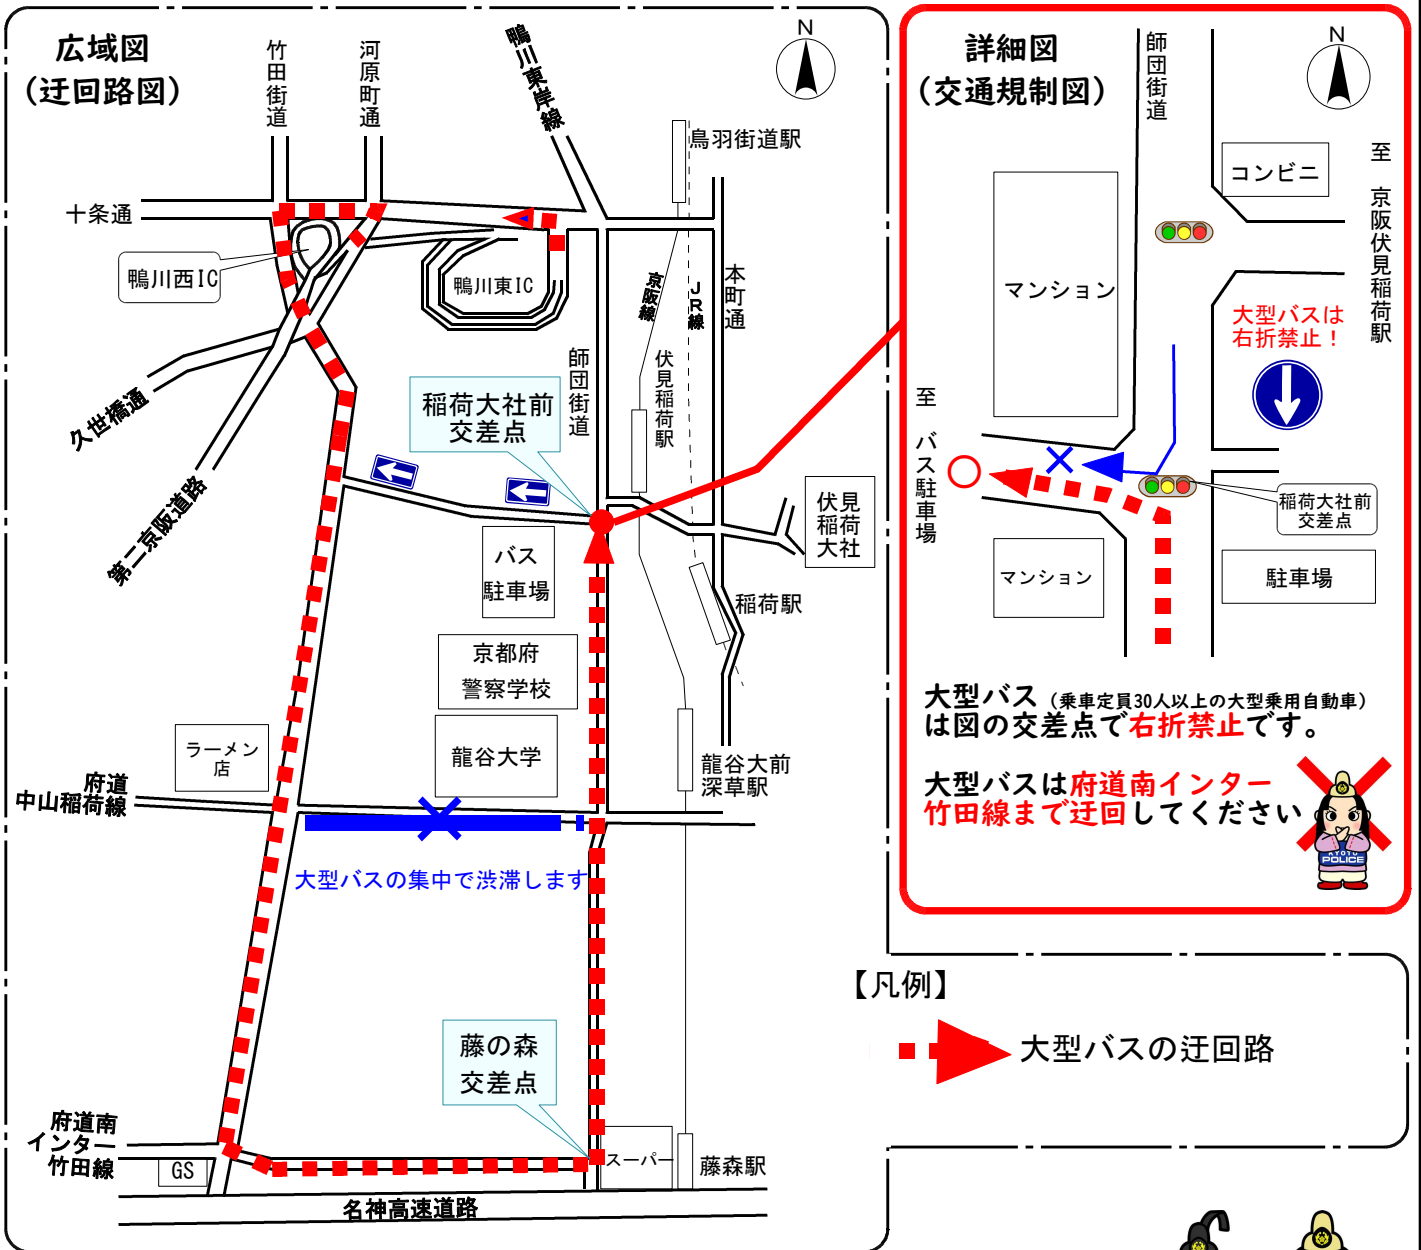 広域図
(迂回路図)
竹田街道
河原町通
鴨川東岸線
N
鳥羽街道駅
十条通
鴨川西IC
鴨川東IC
京阪線
JR線
本町通
師団街道
伏見稲荷駅
久世橋通
第二京阪道路
稲荷大社前
交差点
伏見
稲荷
大社
バス
駐車場
稲荷駅
京都府
警察学校
龍谷大学
ラーメン
店
府道
中山稲荷線
龍谷大前
深草駅
大型バスの集中で渋滞します
藤の森
交差点
府道南
インター
竹田線
GS
スーパー
藤森駅
名神高速道路
詳細図
(交通規制図)
師団街道
N
コンビニ
至 京阪伏見稲荷駅
マンション
大型バスは
右折禁止！
至 バス駐車場
稲荷大社前
交差点
マンション
駐車場
大型バス(乗車定員30人以上の大型乗用自動車)
は図の交差点で右折禁止です。
大型バスは府道南インター
竹田線まで迂回してください
KYOTO
POLICE
【凡例】
大型バスの迂回路